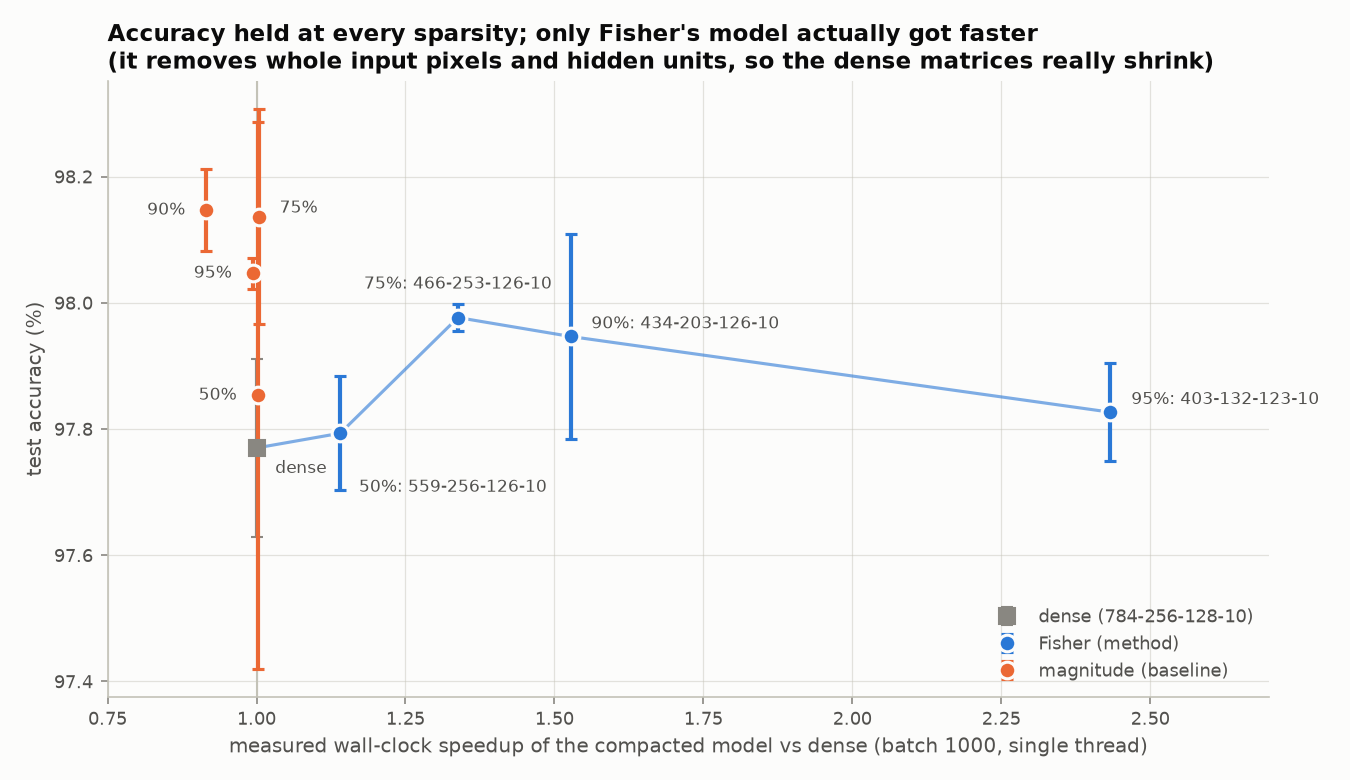 Accuracy held at every sparsity; only Fisher's model actually got faster
(it removes whole input pixels and hidden units, so the dense matrices really shrink)
98.2
98.0
97.8
97.6
97.4
test accuracy (%)
90%
75%
95%
50%
dense
75%: 466-253-126-10
90%: 434-203-126-10
95%: 403-132-123-10
50%: 559-256-126-10
dense (784-256-128-10)
Fisher (method)
magnitude (baseline)
0.75
1.00
1.25
1.50
1.75
2.00
2.25
2.50
measured wall-clock speedup of the compacted model vs dense (batch 1000, single thread)